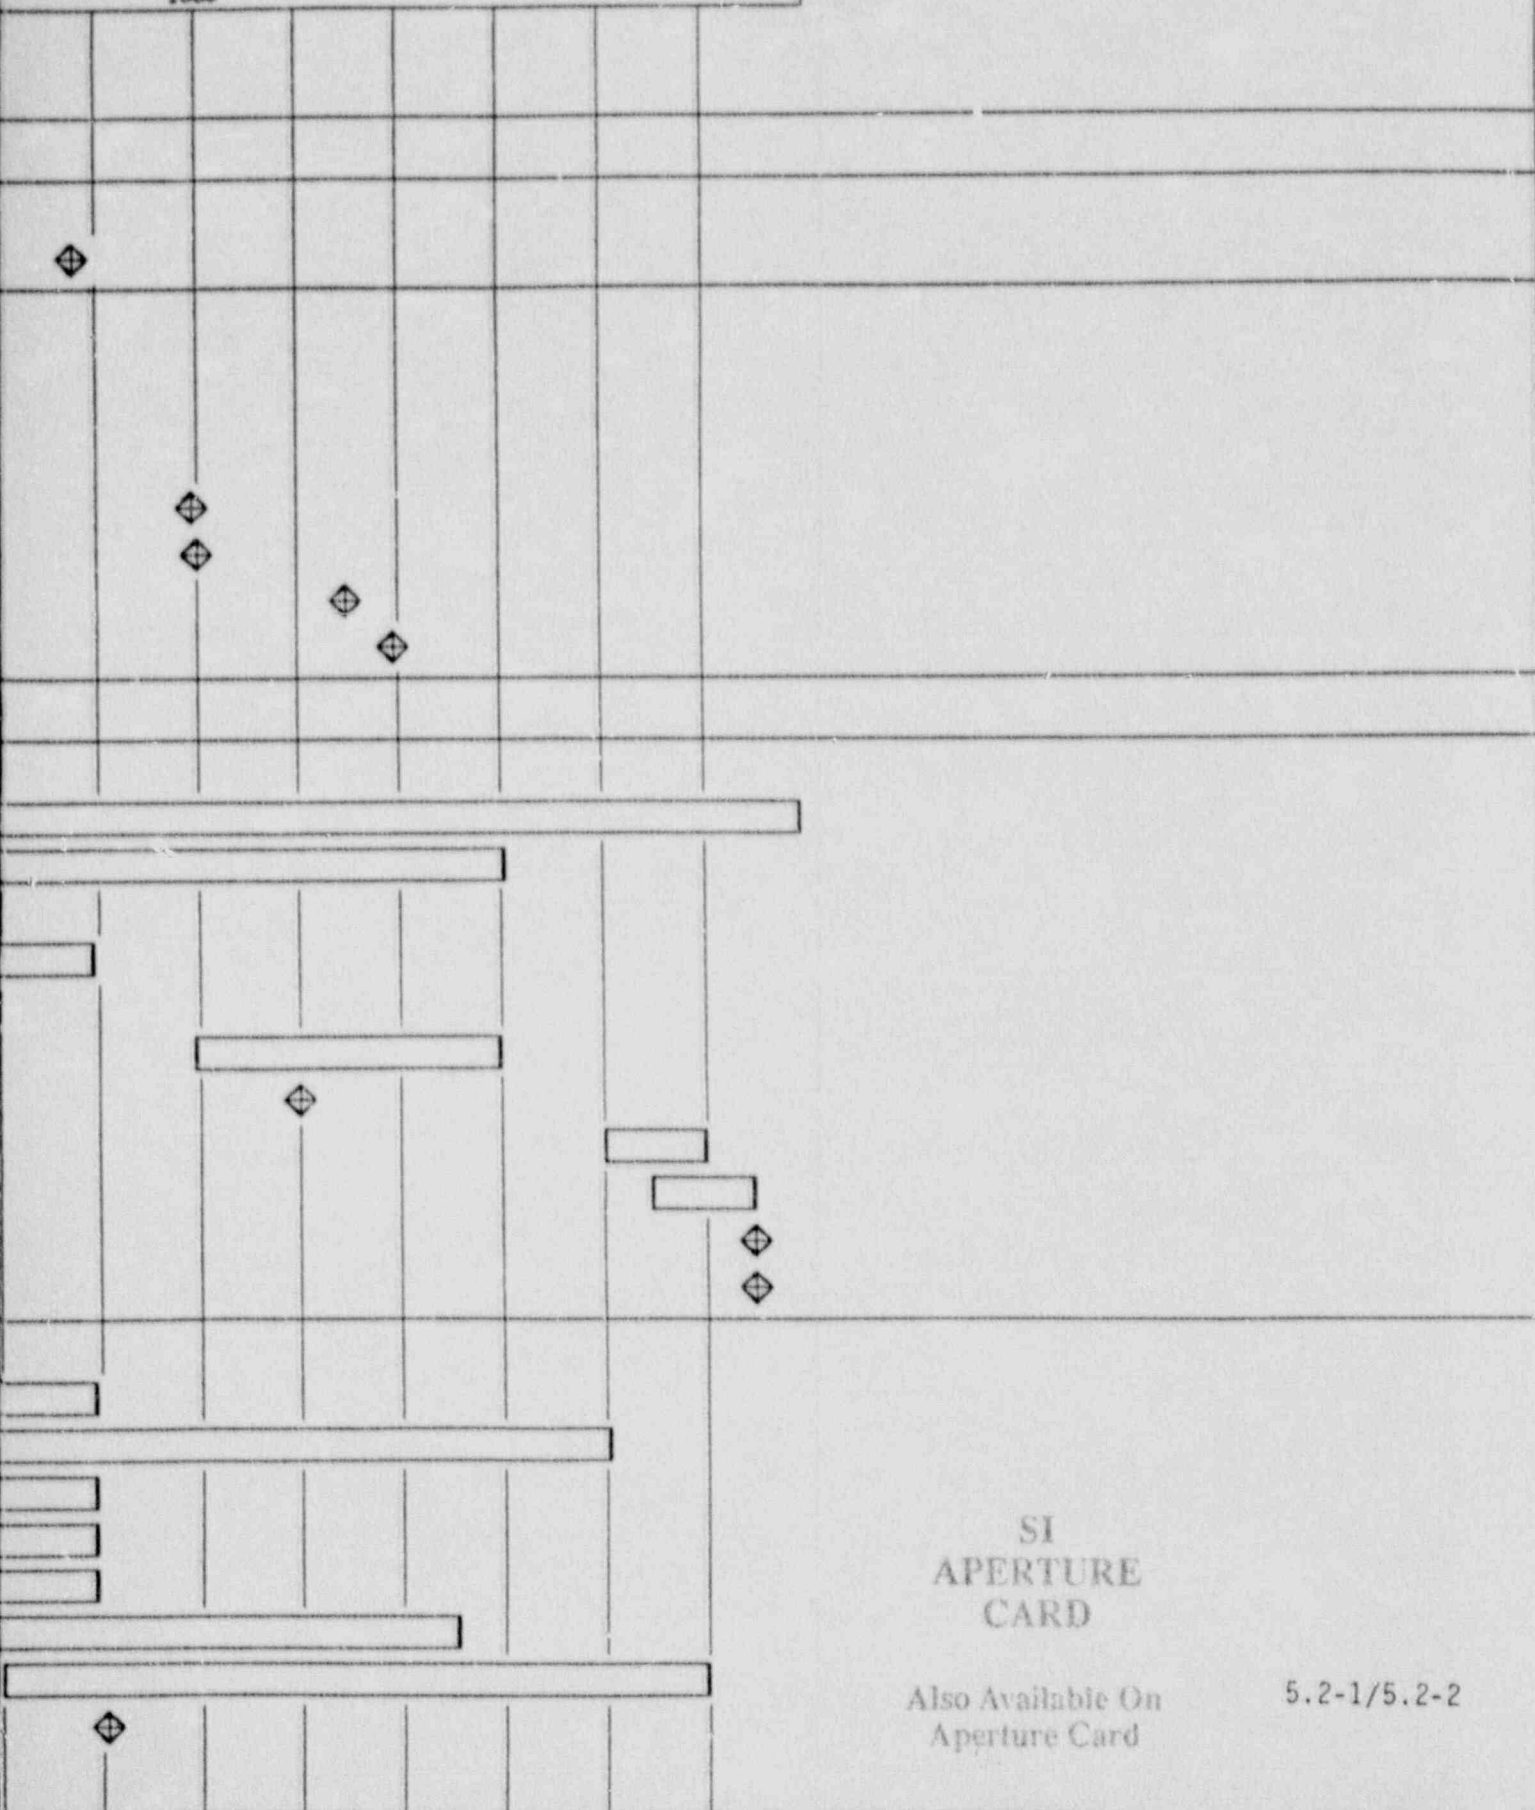 SI
APERTURE
CARD
Also Available On
Aperture Card
5.2-1/5.2-2